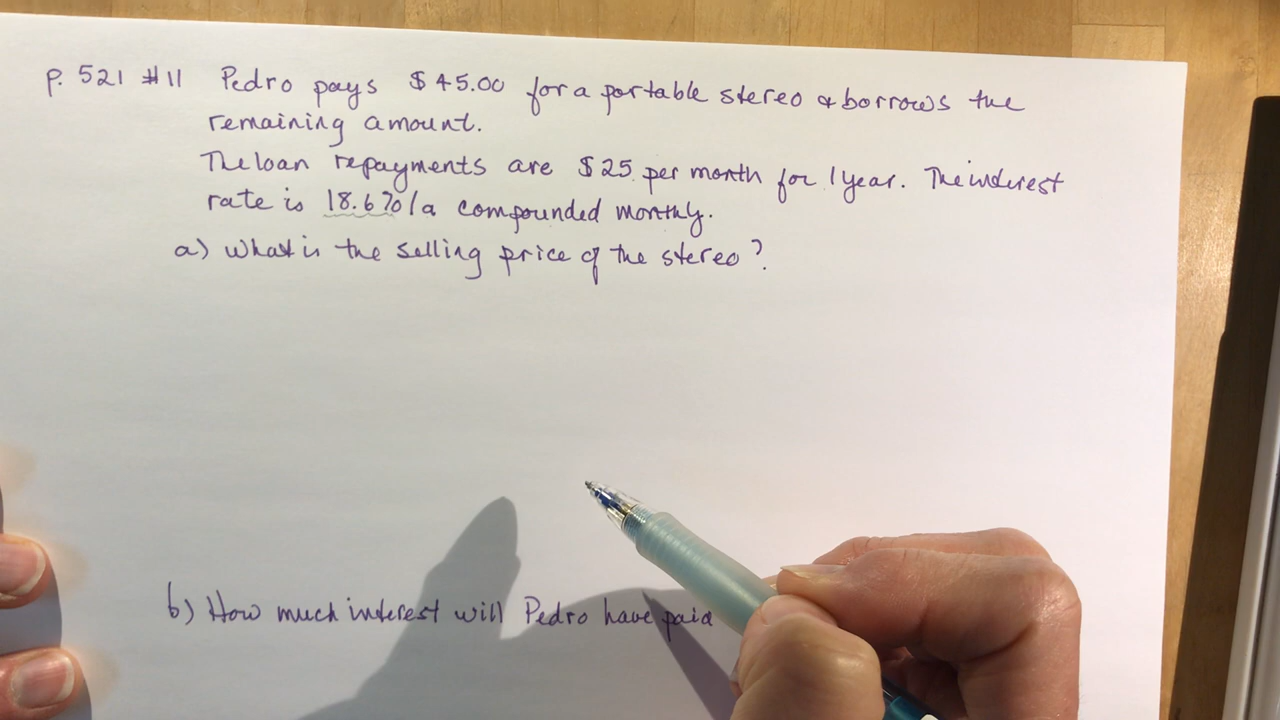 p. 521 #11 Pedro pays $45.00 for a portable stereo & borrows the
remaining amount.
The loan repayments are $25 per month for 1 year. The interest
rate is 18.6%/a compounded monthly.
a) What is the selling price of the stereo?
b) How much interest will Pedro have paid